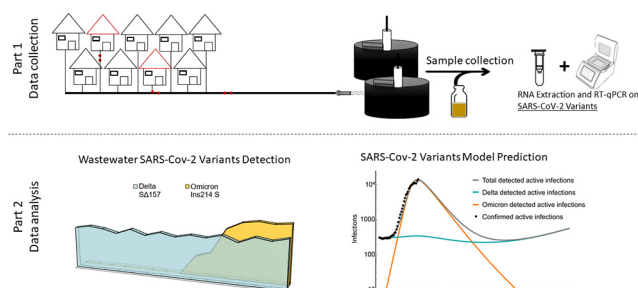 Part 1
Data collection
Sample collection
RNA Extraction and RT-qPCR on
SARS-CoV-2 Variants
Part 2
Data analysis
Wastewater SARS-Cov-2 Variants Detection
Delta
SΔ157
Omicron
Ins214 S
SARS-Cov-2 Variants Model Prediction
Infections
10⁴
1000
100
10
Total detected active infections
Delta detected active infections
Omicron detected active infections
Confirmed active infections